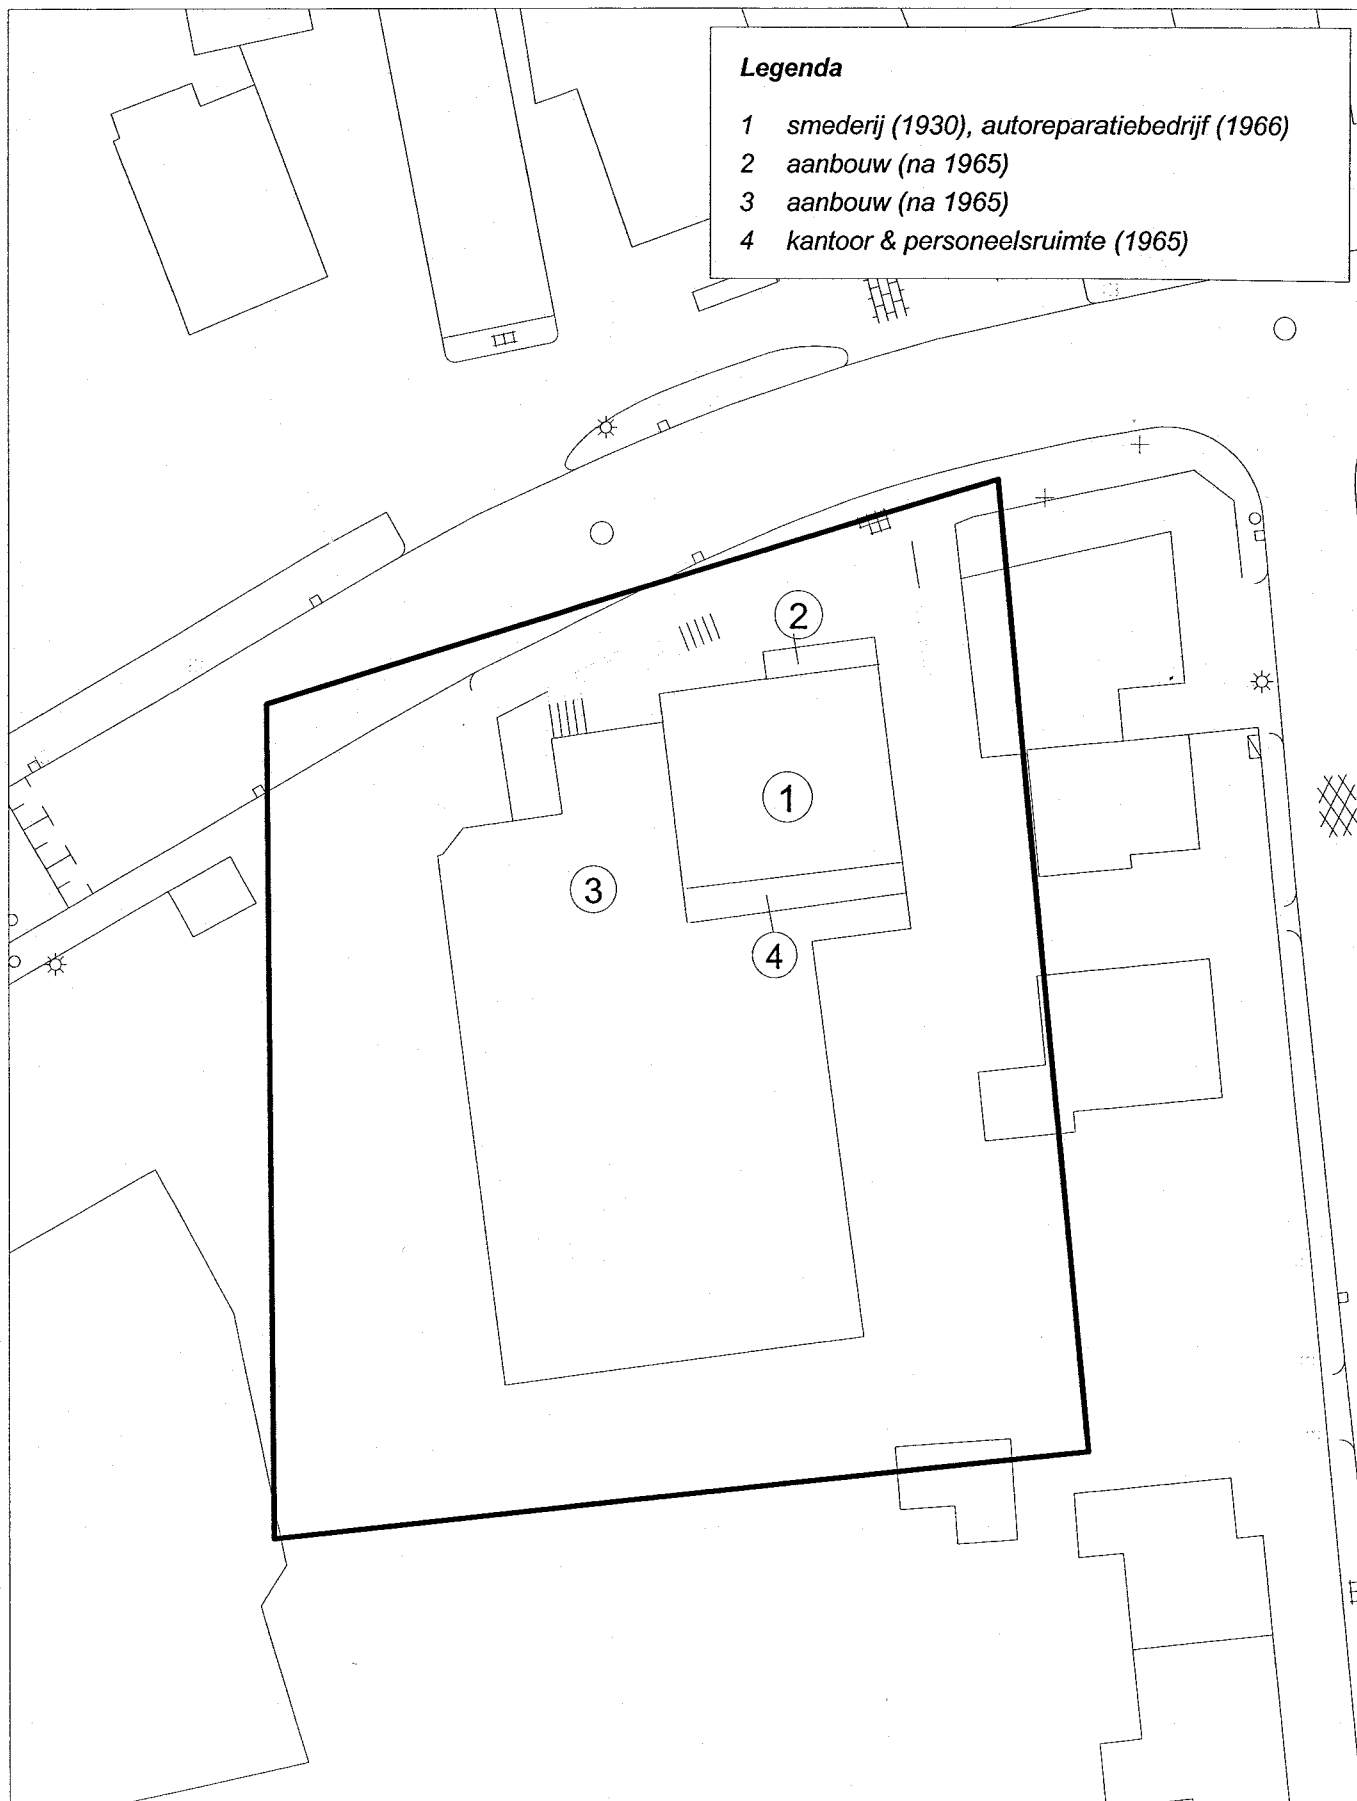 Legenda
1 smederij (1930), autoreparatiebedrijf (1966)
2 aanbouw (na 1965)
3 aanbouw (na 1965)
4 kantoor & personeelsruimte (1965)
2
1
3
4